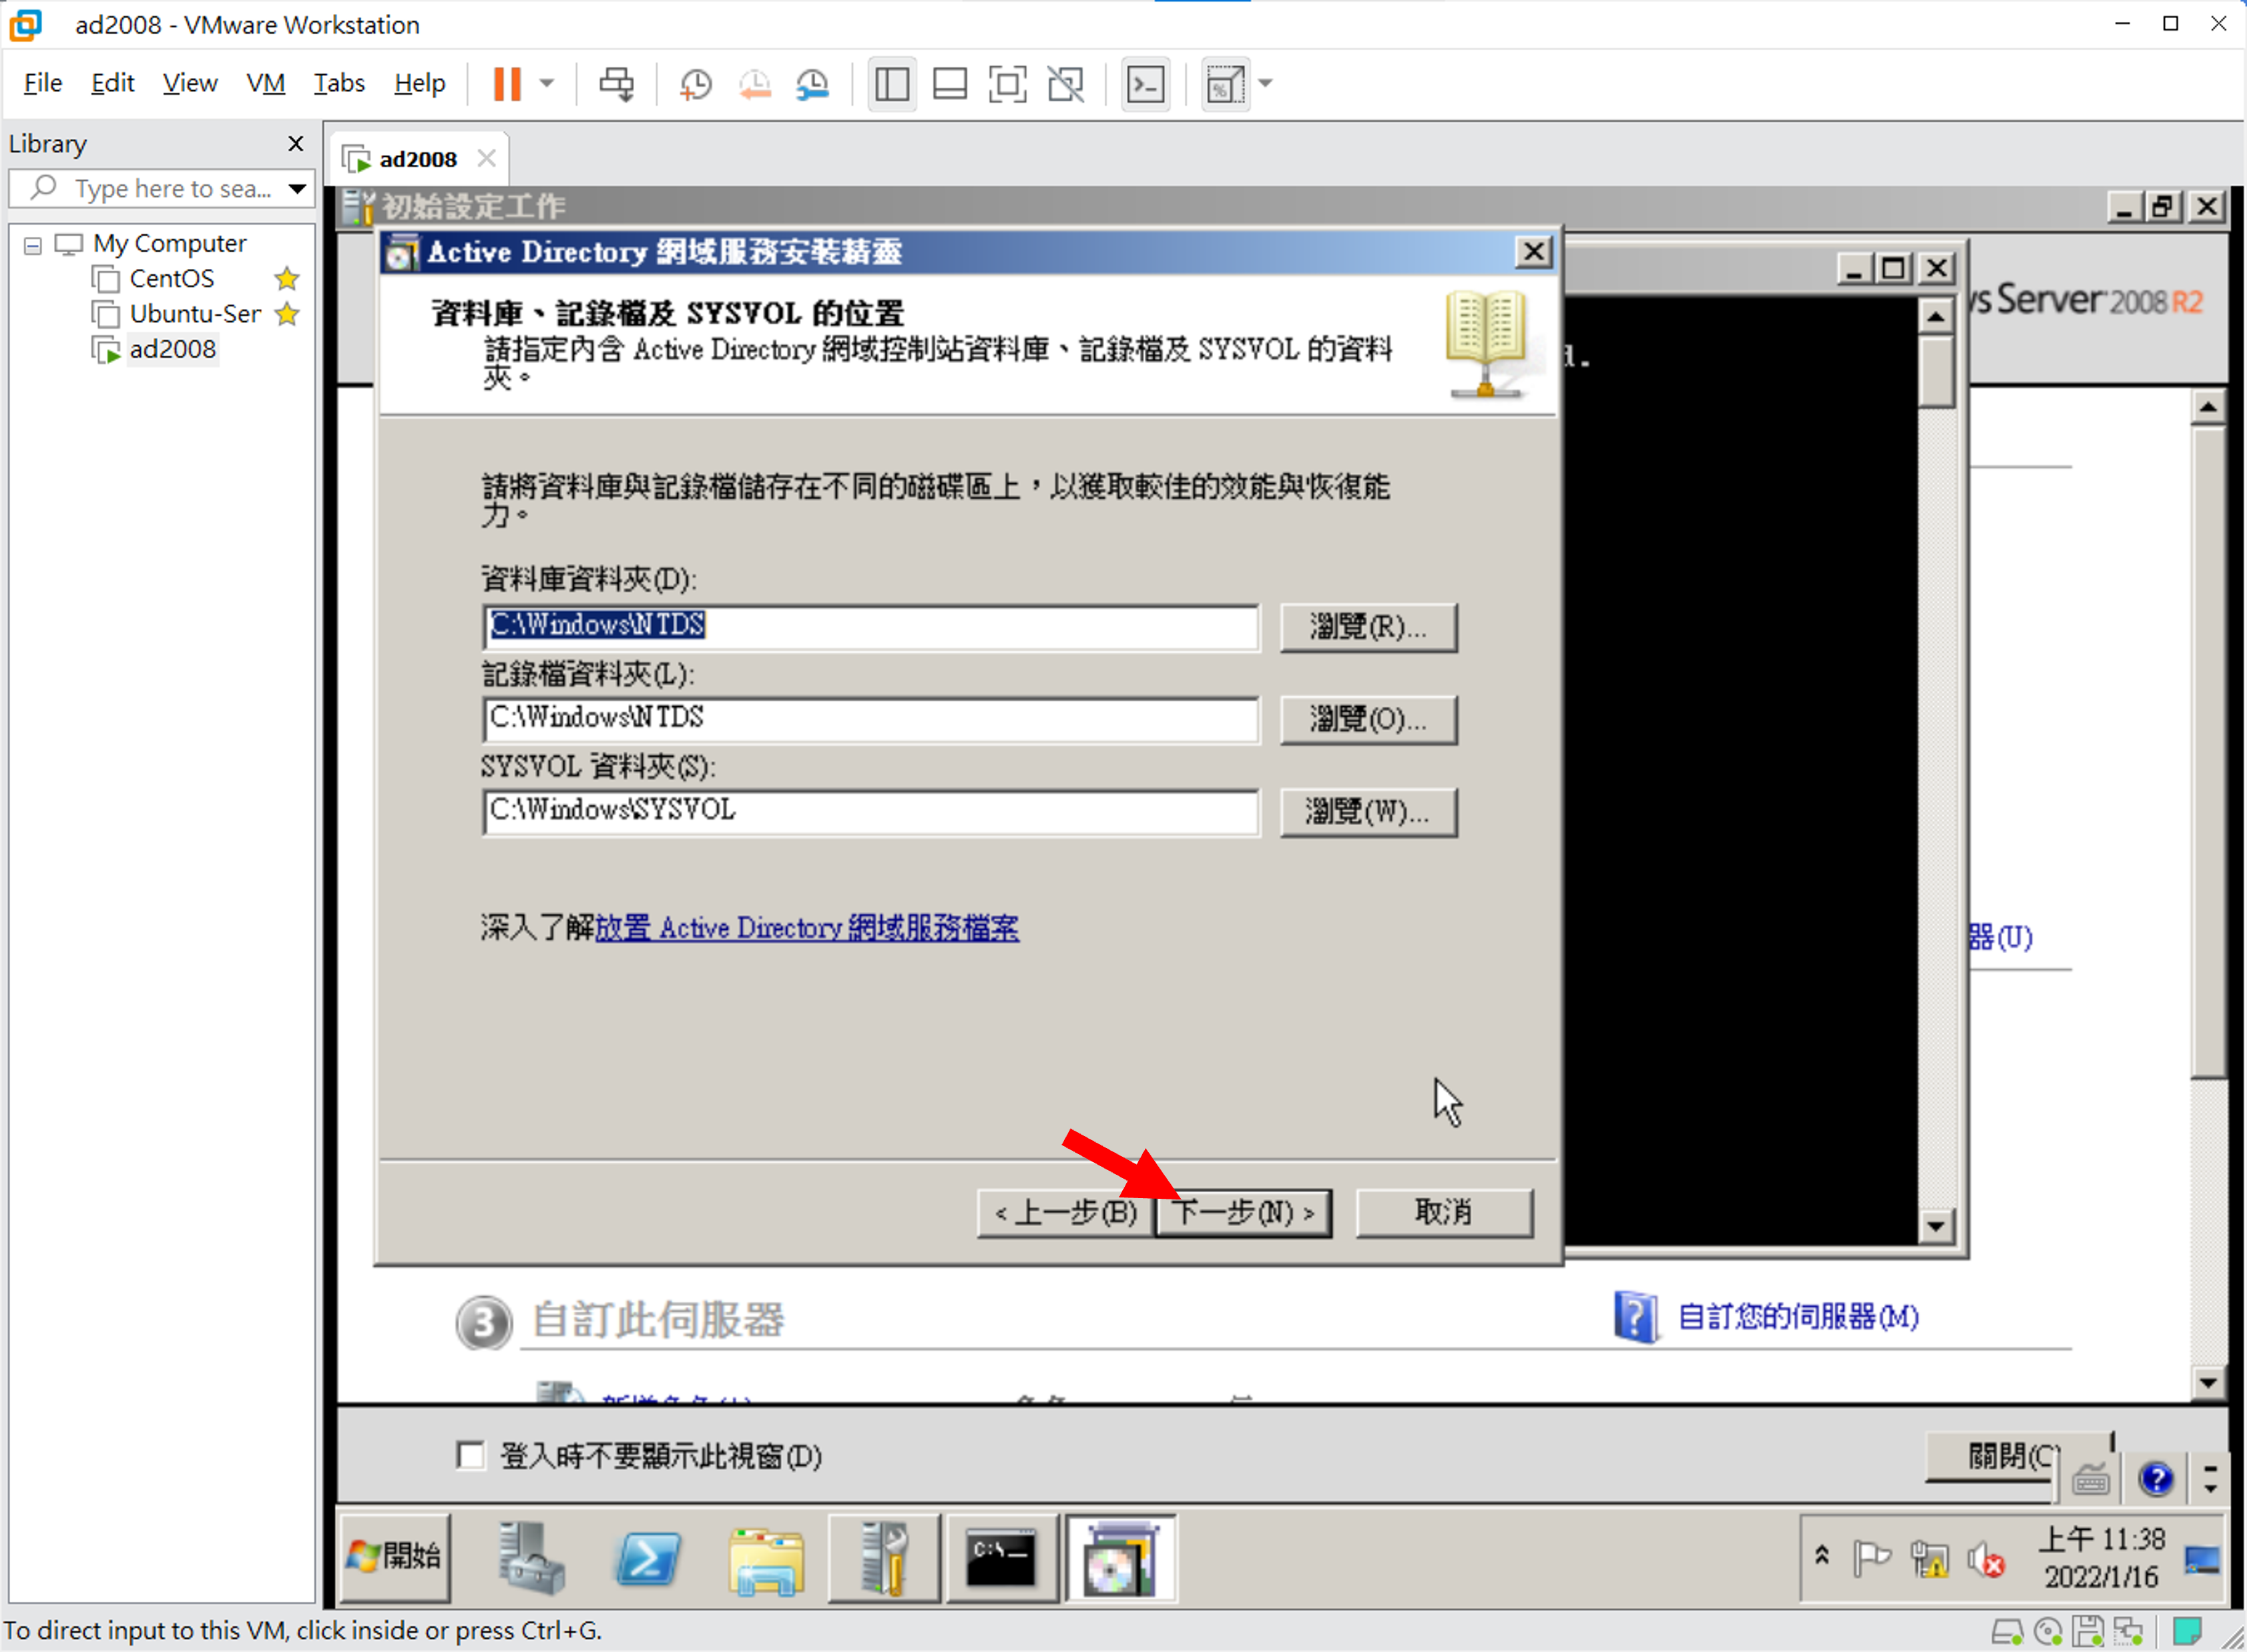 ad2008 - VMware Workstation
File Edit View VM Tabs Help
Library
Type here to sea...
My Computer
CentOS
Ubuntu-Ser
ad2008
ad2008
初始設定工作
Active Directory 網域服務安裝精靈
資料庫、記錄檔及 SYSVOL 的位置
請指定內含 Active Directory 網域控制站資料庫、記錄檔及 SYSVOL 的資料
夾。
s Server 2008 R2
d.
請將資料庫與記錄檔儲存在不同的磁碟區上，以獲取較佳的效能與恢復能
力。
資料庫資料夾(D):
C:\Windows\NTDS
瀏覽(R)...
記錄檔資料夾(L):
C:\Windows\NTDS
瀏覽(O)...
SYSVOL 資料夾(S):
C:\Windows\SYSVOL
瀏覽(W)...
深入了解放置 Active Directory 網域服務檔案
器(U)
< 上一步(B) 下一步(N) > 取消
3 自訂此伺服器
自訂您的伺服器(M)
登入時不要顯示此視窗(D)
關閉(C
開始
C:\
上午 11:38
2022/1/16
To direct input to this VM, click inside or press Ctrl+G.